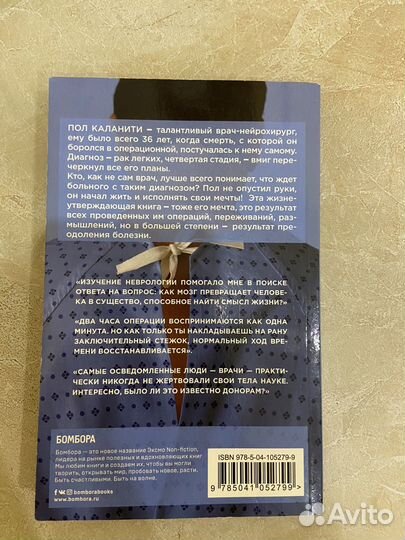 ПОЛ КАЛАНИТИ – талантливый врач-нейрохирург,
ему был всего 36 лет, когда смерть, с которой он
боролся в операционной, постучалась к нему самому.
Диагноз – рак легких, четвертая стадия, – вмиг пере-
черкнул все его планы.
Кто, как не сам врач, лучше всего понимает, что ждет
больного с таким диагнозом? Пол не опустил руки,
он начал жить и исполнять свои мечты! Эта жизне-
утверждающая книга – тоже его мечта, это результат
всех проведенных им операций, переживаний, раз-
мышлений, но в большей степени – результат пре-
одоления болезни.
«ИЗУЧЕНИЕ НЕВРОЛОГИИ ПОМОГАЛО МНЕ В ПОИСКЕ
ОТВЕТА НА ВОПРОС: КАК МОЗГ ПРЕВРАЩАЕТ ЧЕЛОВЕ-
КА В СУЩЕСТВО, СПОСОБНОЕ НАЙТИ СМЫСЛ ЖИЗНИ?»
«ДВА ЧАСА ОПЕРАЦИИ ВОСПРИНИМАЮТСЯ КАК ОДНА
МИНУТА. НО КАК ТОЛЬКО ТЫ НАКЛАДЫВАЕШЬ НА РАНУ
ЗАКЛЮЧИТЕЛЬНЫЙ СТЕЖОК, НОРМАЛЬНЫЙ ХОД ВРЕ-
МЕНИ ВОССТАНАВЛИВАЕТСЯ».
«САМЫЕ ОСВЕДОМЛЕННЫЕ ЛЮДИ – ВРАЧИ – ПРАКТИ-
ЧЕСКИ НИКОГДА НЕ ЖЕРТВОВАЛИ СВОИ ТЕЛА НАУКЕ.
ИНТЕРЕСНО, БЫЛО ЛИ ЭТО ИЗВЕСТНО ДОНОРАМ?»
БОМБОРА
Бомбора – это новое название Эксмо Non-fiction,
лидера на рынке полезных и вдохновляющих книг.
Мы любим книги и создаем их, чтобы вы могли
творить, открывать мир, пробовать новое, расти.
Быть счастливыми. Быть на волне.
bomborabooks
www.bombora.ru
ISBN 978-5-04-105279-9
9 785041 052799 >
Avito